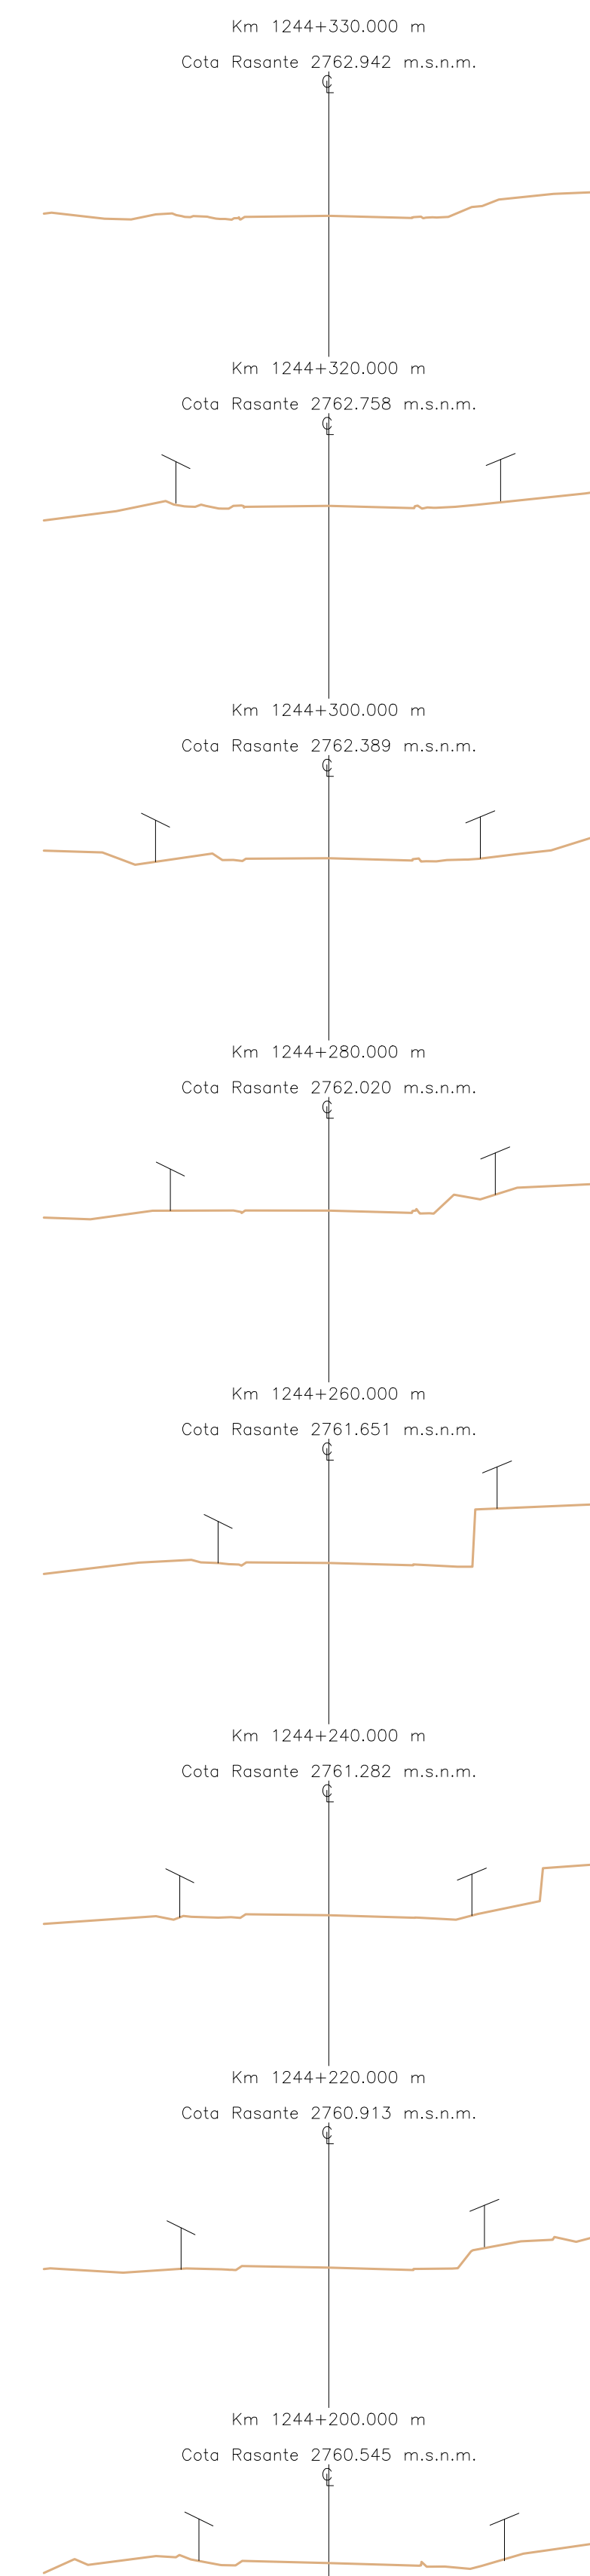 Km 1244+330.000 m
Cota Rasante 2762.942 m.s.n.m.
℄
Km 1244+320.000 m
Cota Rasante 2762.758 m.s.n.m.
℄
Km 1244+300.000 m
Cota Rasante 2762.389 m.s.n.m.
℄
Km 1244+280.000 m
Cota Rasante 2762.020 m.s.n.m.
℄
Km 1244+260.000 m
Cota Rasante 2761.651 m.s.n.m.
℄
Km 1244+240.000 m
Cota Rasante 2761.282 m.s.n.m.
℄
Km 1244+220.000 m
Cota Rasante 2760.913 m.s.n.m.
℄
Km 1244+200.000 m
Cota Rasante 2760.545 m.s.n.m.
℄